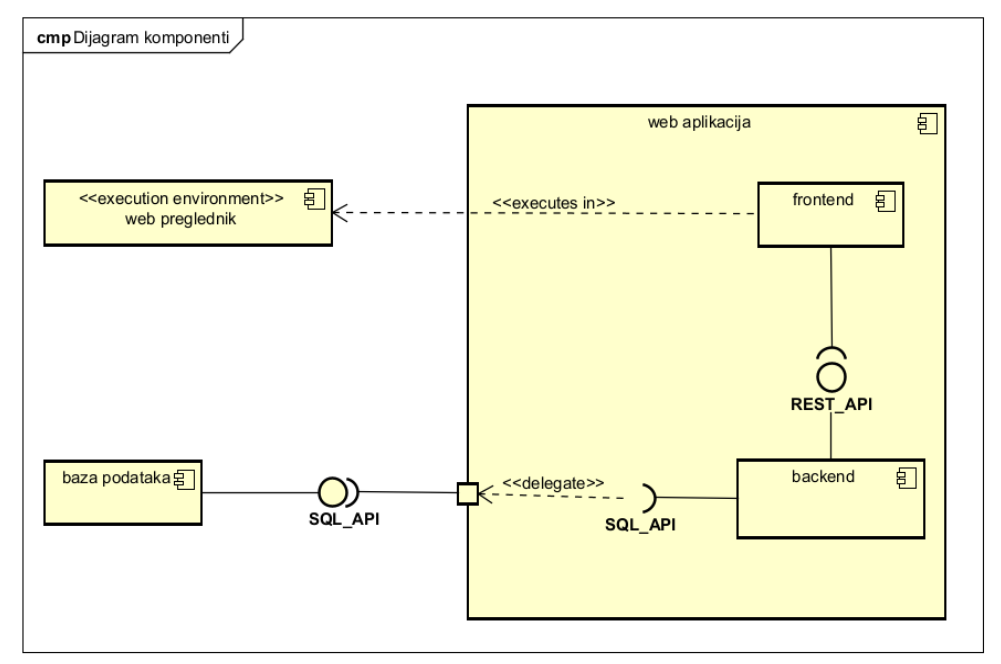 cmp Dijagram komponenti
web aplikacija
<<execution environment>>
web preglednik
<<executes in>>
frontend
REST_API
baza podataka
SQL_API
<<delegate>>
SQL_API
backend